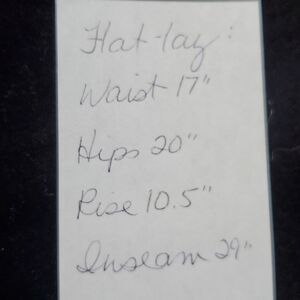 Flat-lay:
Waist 17"
Hips 20"
Rise 10.5"
Inseam 29"